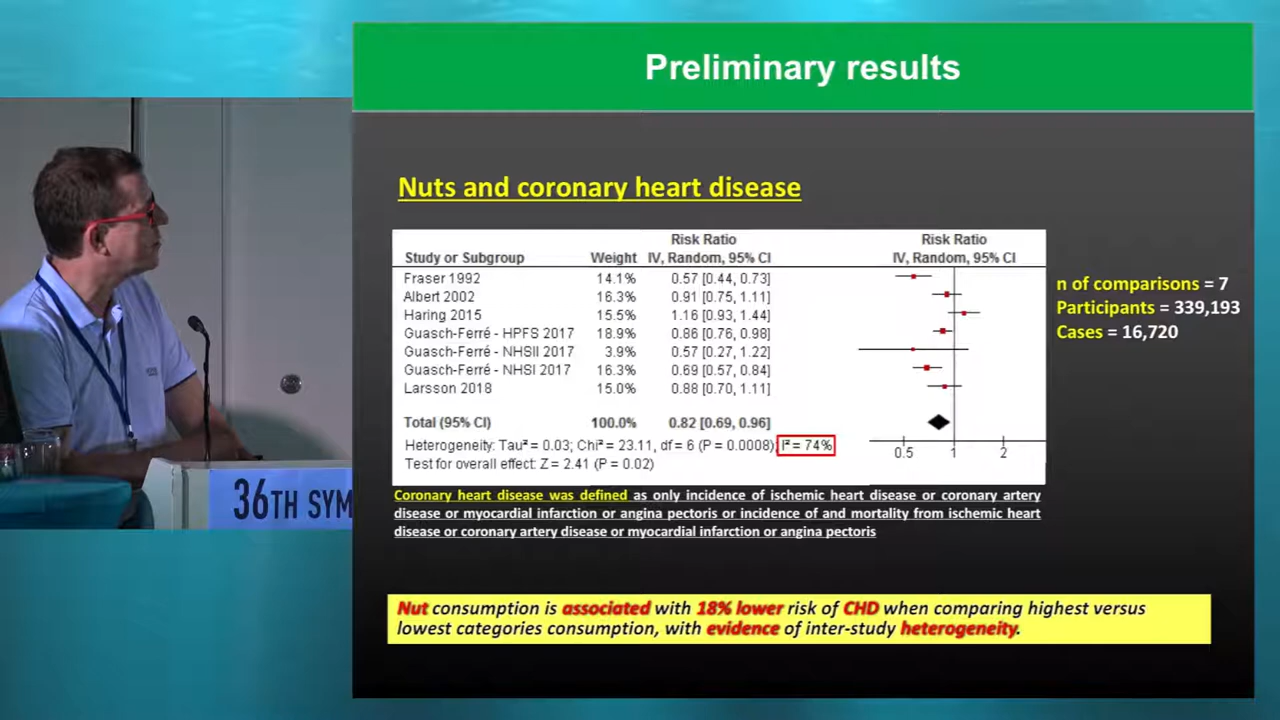 Preliminary results
Nuts and coronary heart disease
Risk Ratio Risk Ratio
Study or Subgroup Weight IV, Random, 95% CI IV, Random, 95% CI
Fraser 1992 14.1% 0.57 [0.44, 0.73]
Albert 2002 16.3% 0.91 [0.75, 1.11]
Haring 2015 15.5% 1.16 [0.93, 1.44]
Guasch-Ferré - HPFS 2017 18.9% 0.86 [0.76, 0.98]
Guasch-Ferré - NHSII 2017 3.9% 0.57 [0.27, 1.22]
Guasch-Ferré - NHSI 2017 16.3% 0.69 [0.57, 0.84]
Larsson 2018 15.0% 0.88 [0.70, 1.11]
Total (95% CI) 100.0% 0.82 [0.69, 0.96]
Heterogeneity: Tau² = 0.03; Chi² = 23.11, df = 6 (P = 0.0008); I² = 74%
Test for overall effect: Z = 2.41 (P = 0.02)
0.5 1 2
n of comparisons = 7
Participants = 339,193
Cases = 16,720
Coronary heart disease was defined as only incidence of ischemic heart disease or coronary artery
disease or myocardial infarction or angina pectoris or incidence of and mortality from ischemic heart
disease or coronary artery disease or myocardial infarction or angina pectoris
Nut consumption is associated with 18% lower risk of CHD when comparing highest versus
lowest categories consumption, with evidence of inter-study heterogeneity.
36TH SYM